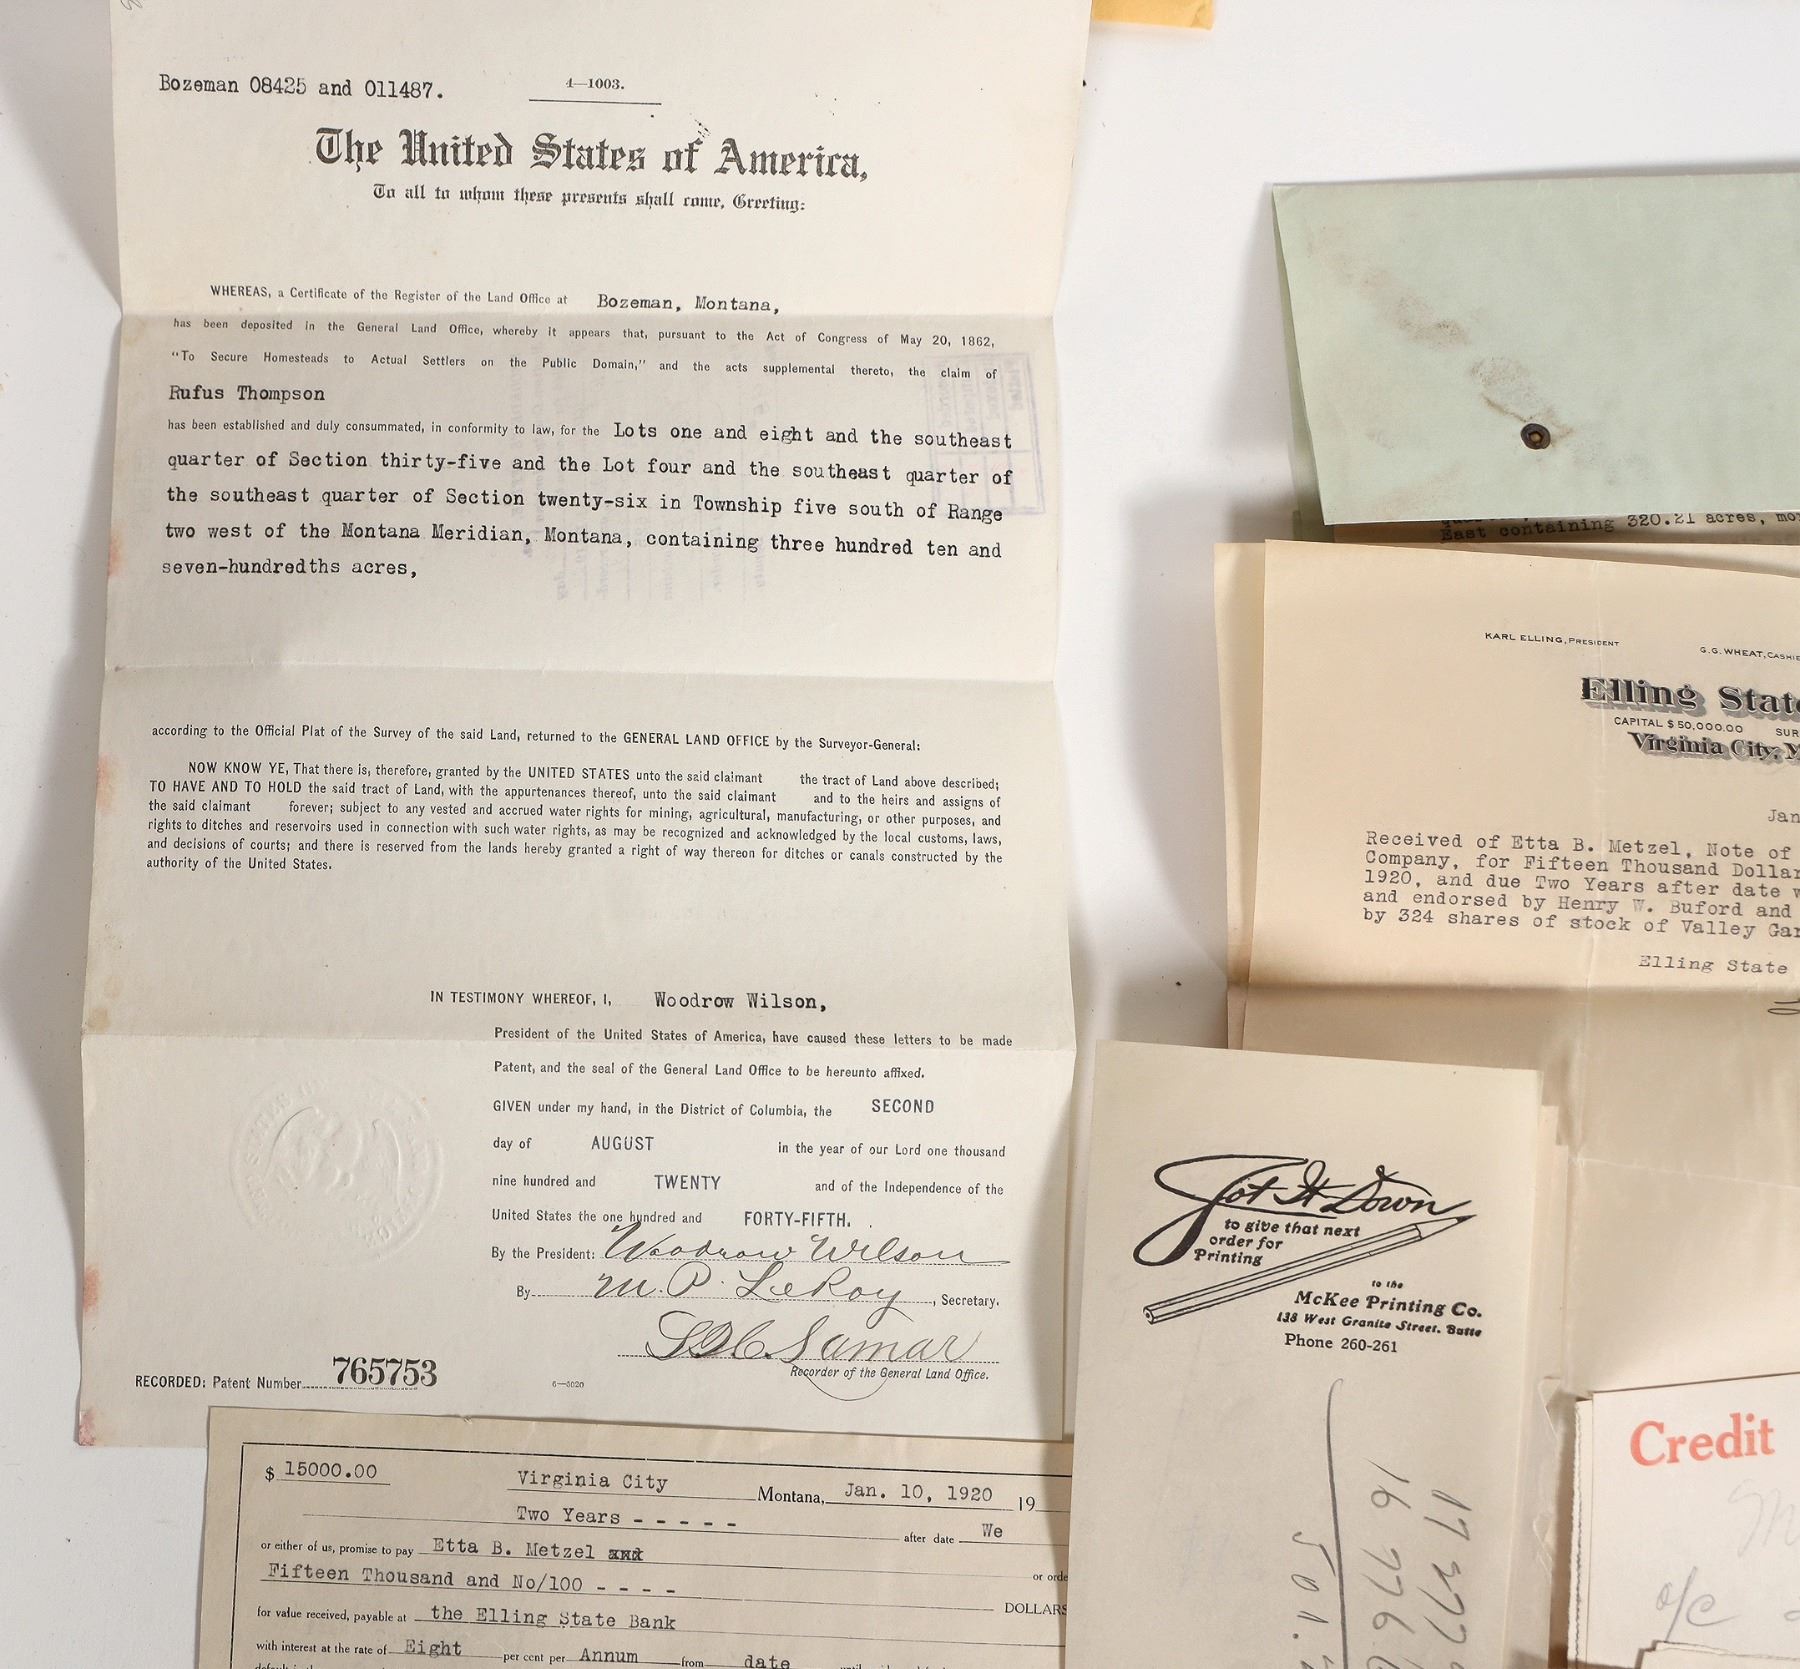 Bozeman 08425 and 011487.
4—1003.
The United States of America,
To all to whom these presents shall come, Greeting:
WHEREAS, a Certificate of the Register of the Land Office at Bozeman, Montana,
has been deposited in the General Land Office, whereby it appears that, pursuant to the Act of Congress of May 20, 1862,
"To Secure Homesteads to Actual Settlers on the Public Domain," and the acts supplemental thereto, the claim of
Rufus Thompson
has been established and duly consummated, in conformity to law, for the Lots one and eight and the southeast
quarter of Section thirty-five and the Lot four and the southeast quarter of
the southeast quarter of Section twenty-six in Township five south of Range
two west of the Montana Meridian, Montana, containing three hundred ten and
seven-hundredths acres,
according to the Official Plat of the Survey of the said Land, returned to the GENERAL LAND OFFICE by the Surveyor-General:
NOW KNOW YE, That there is, therefore, granted by the UNITED STATES unto the said claimant the tract of Land above described;
TO HAVE AND TO HOLD the said tract of Land, with the appurtenances thereof, unto the said claimant and to the heirs and assigns of
the said claimant forever; subject to any vested and accrued water rights for mining, agricultural, manufacturing, or other purposes, and
rights to ditches and reservoirs used in connection with such water rights, as may be recognized and acknowledged by the local customs, laws,
and decisions of courts; and there is reserved from the lands hereby granted a right of way thereon for ditches or canals constructed by the
authority of the United States.
IN TESTIMONY WHEREOF, I, Woodrow Wilson,
President of the United States of America, have caused these letters to be made
Patent, and the seal of the General Land Office to be hereunto affixed.
GIVEN under my hand, in the District of Columbia, the SECOND
day of AUGUST in the year of our Lord one thousand
nine hundred and TWENTY and of the Independence of the
United States the one hundred and FORTY-FIFTH.
By the President: Woodrow Wilson
By M. P. LeRoy, Secretary.
Lamar
Recorder of the General Land Office.
RECORDED: Patent Number 765753
6—5020
$ 15000.00 Virginia City Montana, Jan. 10, 1920 19
Two Years - - - - - after date We
or either of us, promise to pay Etta B. Metzel or orde
Fifteen Thousand and No/100 - - - - DOLLARS
for value received, payable at the Elling State Bank
with interest at the rate of Eight per cent per Annum from date
East containing 320.21 acres,
KARL ELLING, PRESIDENT
G.G. WHEAT, CASHIE
Elling State
CAPITAL $50,000.00 SUR
Virginia City, M
Jan
Received of Etta B. Metzel, Note of
Company, for Fifteen Thousand Dollar
1920, and due Two Years after date w
and endorsed by Henry W. Buford and
by 324 shares of stock of Valley Gar
Elling State
Jot It Down
to give that next
order for
Printing
to the
McKee Printing Co.
138 West Granite Street. Butte
Phone 260-261
Credit
o/c